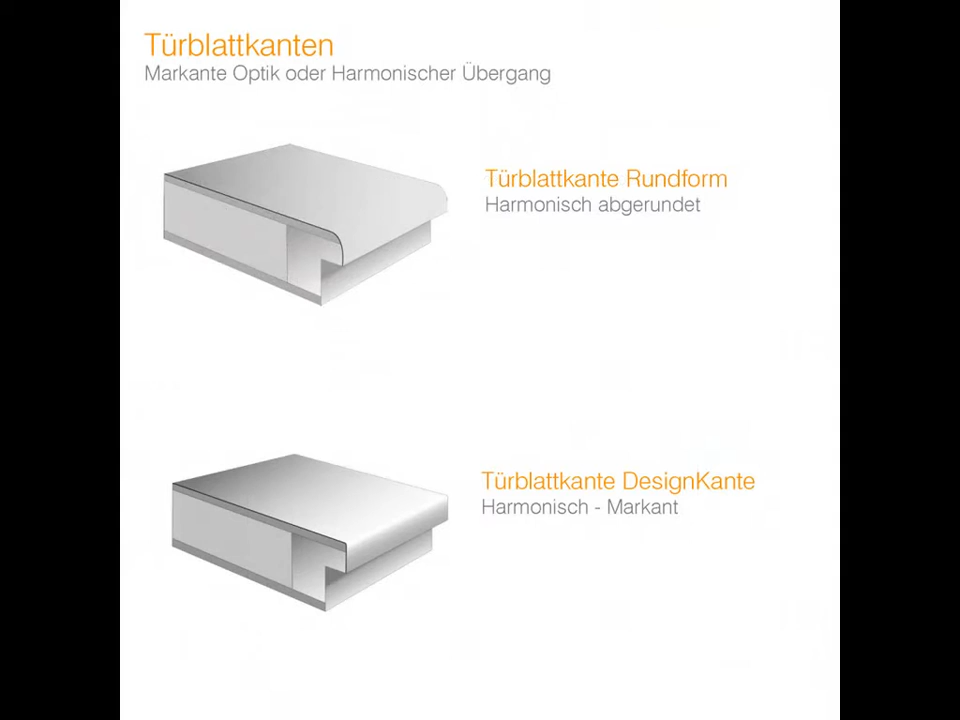 Türblattkanten
Markante Optik oder Harmonischer Übergang
Türblattkante Rundform
Harmonisch abgerundet
Türblattkante DesignKante
Harmonisch - Markant